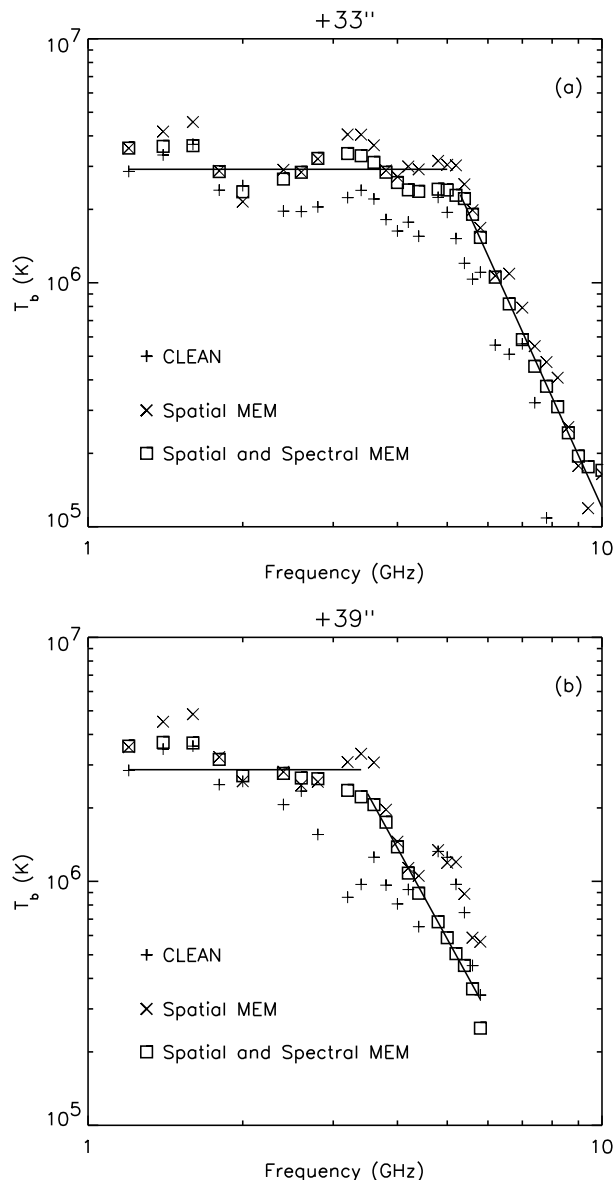 +33"
(a)
10^7
10^6
10^5
T_b (K)
+ CLEAN
× Spatial MEM
□ Spatial and Spectral MEM
1
10
Frequency (GHz)
+39"
(b)
10^7
10^6
10^5
T_b (K)
+ CLEAN
× Spatial MEM
□ Spatial and Spectral MEM
1
10
Frequency (GHz)